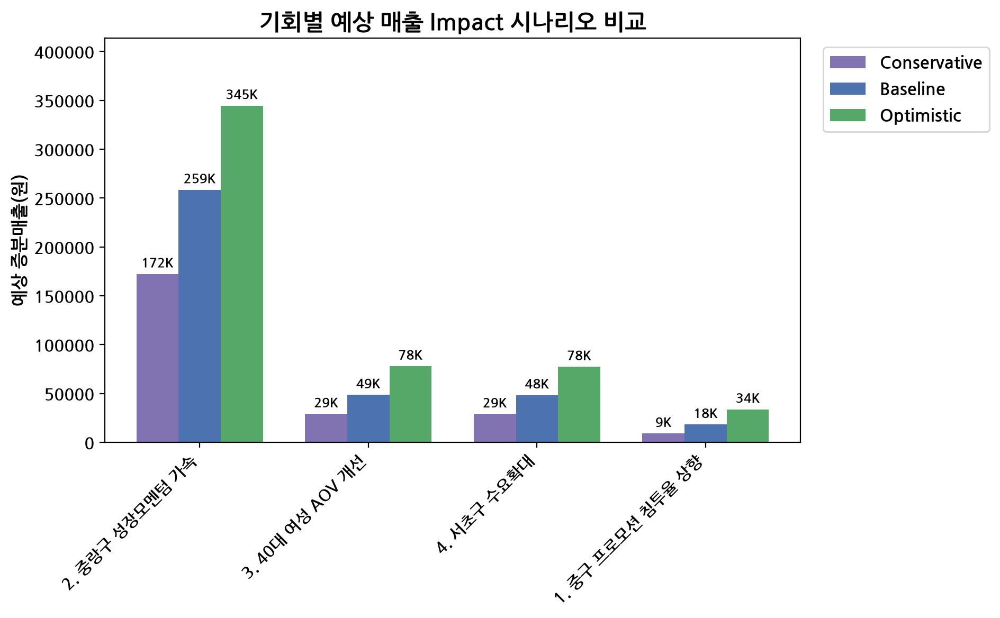 기회별 예상 매출 Impact 시나리오 비교
예상 증분매출(원)
400000
350000
300000
250000
200000
150000
100000
50000
0
172K
259K
345K
29K
49K
78K
29K
48K
78K
9K
18K
34K
2. 중랑구 성장모멘텀 가속
3. 40대 여성 AOV 개선
4. 서초구 수요확대
1. 중구 프로모션 침투율 상향
Conservative
Baseline
Optimistic